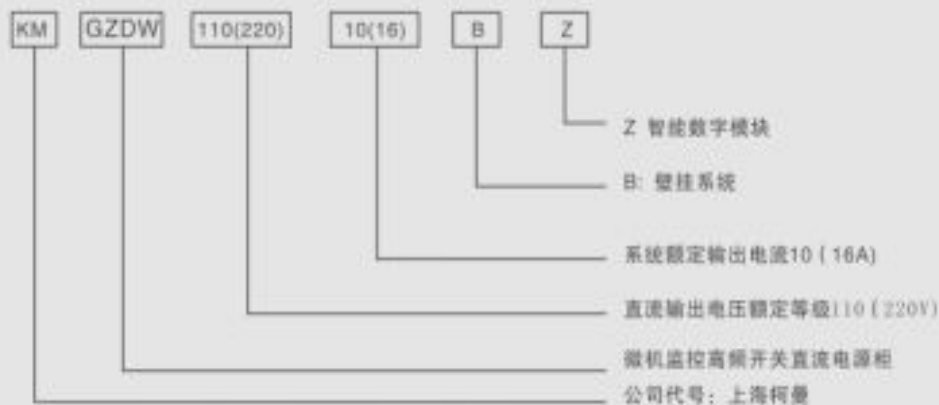 KM GZDW 110(220) 10(16) B Z
Z 智能数字模块
B: 壁挂系统
系统额定输出电流10(16A)
直流输出电压额定等级110(220V)
微机监控高频开关直流电源柜
公司代号：上海柯曼